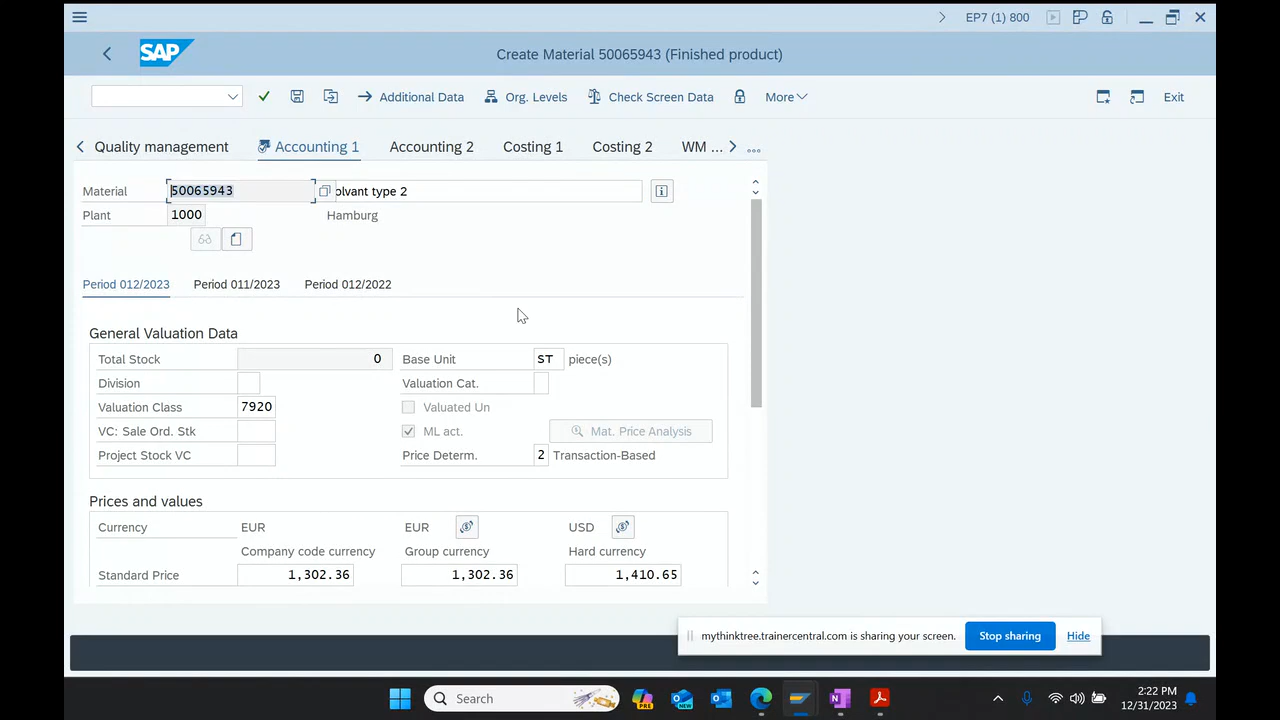 EP7 (1) 800
SAP
Create Material 50065943 (Finished product)
Additional Data Org. Levels Check Screen Data More Exit
Quality management Accounting 1 Accounting 2 Costing 1 Costing 2 WM ...
Material 50065943 olvant type 2
Plant 1000 Hamburg
Period 012/2023 Period 011/2023 Period 012/2022
General Valuation Data
Total Stock 0 Base Unit ST piece(s)
Division Valuation Cat.
Valuation Class 7920 Valuated Un
VC: Sale Ord. Stk ML act. Mat. Price Analysis
Project Stock VC Price Determ. 2 Transaction-Based
Prices and values
Currency EUR EUR USD
Company code currency Group currency Hard currency
Standard Price 1,302.36 1,302.36 1,410.65
mythinktree.trainercentral.com is sharing your screen. Stop sharing Hide
Search PRE NEW
2:22 PM
12/31/2023